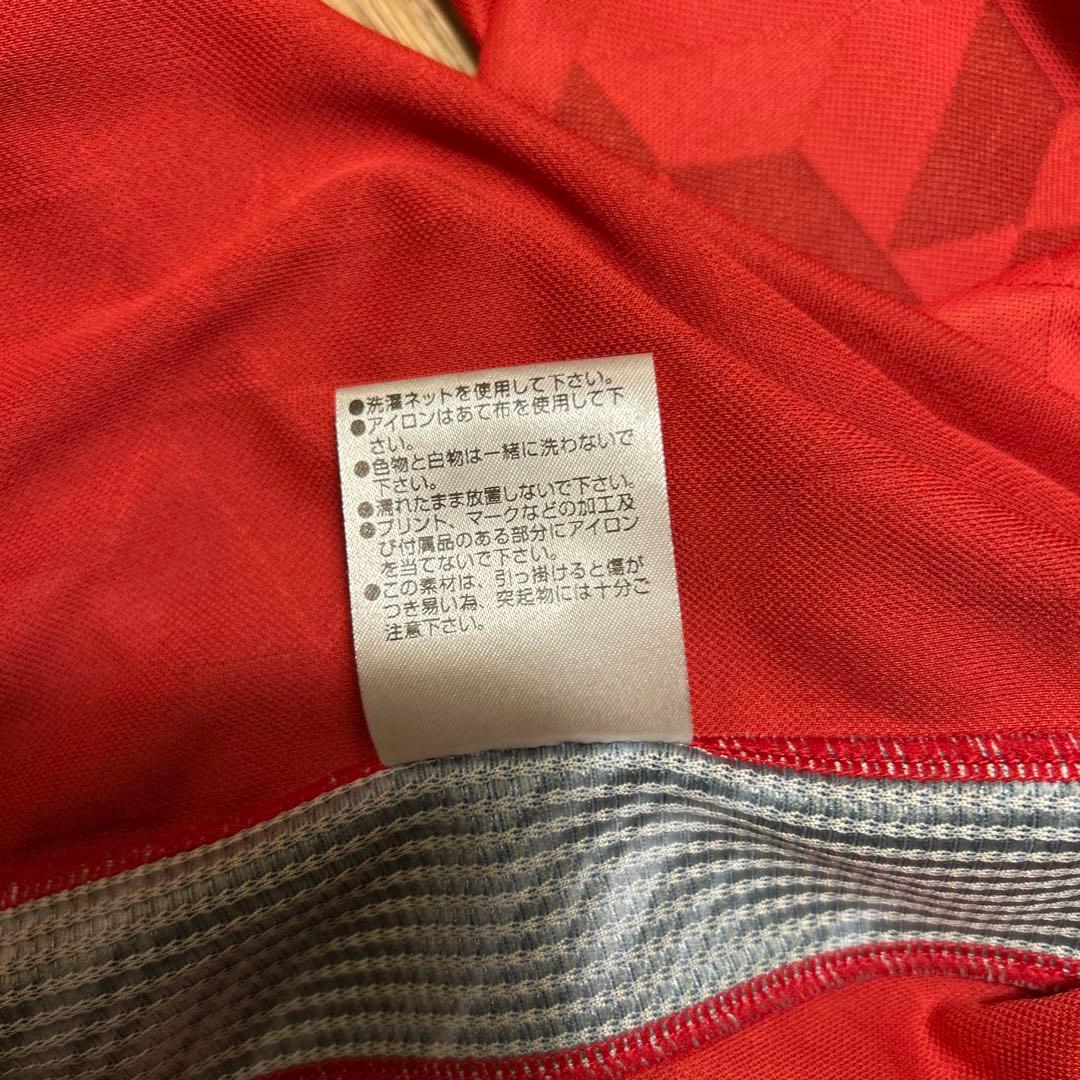 ●洗濯ネットを使用して下さい。
●アイロンはあて布を使用して下
さい。
●色物と白物は一緒に洗わないで
下さい。
●濡れたまま放置しないで下さい。
●プリント、マークなどの加工及
び付属品のある部分にアイロン
を当てないで下さい。
●この素材は、引っ掛けると傷が
つき易い為、突起物には十分ご
注意下さい。